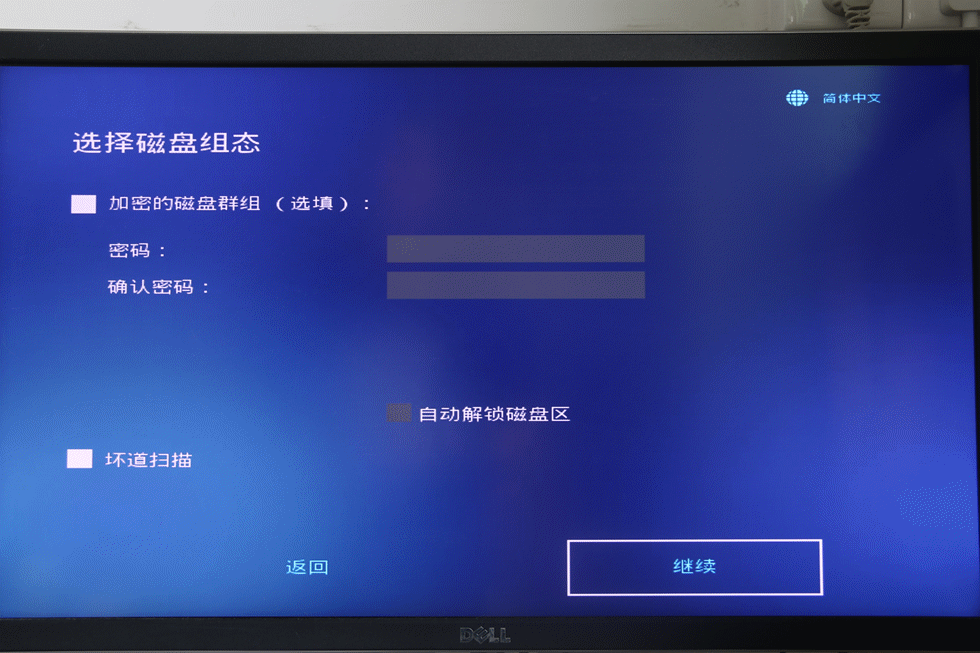 简体中文
选择磁盘组态
加密的磁盘群组（选填）：
密码：
确认密码：
自动解锁磁盘区
坏道扫描
返回
继续
DELL